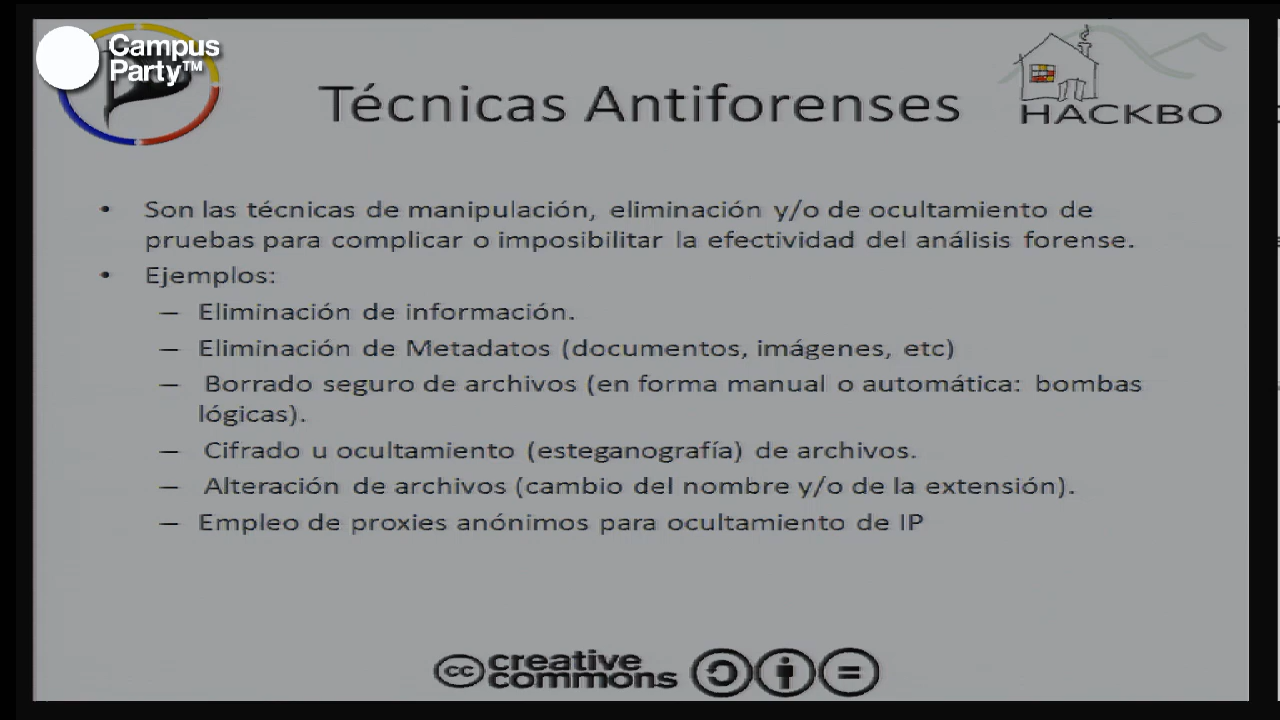 Campus
Party™
Técnicas Antiforenses
HACKBO
• Son las técnicas de manipulación, eliminación y/o de ocultamiento de
pruebas para complicar o imposibilitar la efectividad del análisis forense.
• Ejemplos:
– Eliminación de información.
– Eliminación de Metadatos (documentos, imágenes, etc)
– Borrado seguro de archivos (en forma manual o automática: bombas
lógicas).
– Cifrado u ocultamiento (esteganografía) de archivos.
– Alteración de archivos (cambio del nombre y/o de la extensión).
– Empleo de proxies anónimos para ocultamiento de IP
cc creative
commons